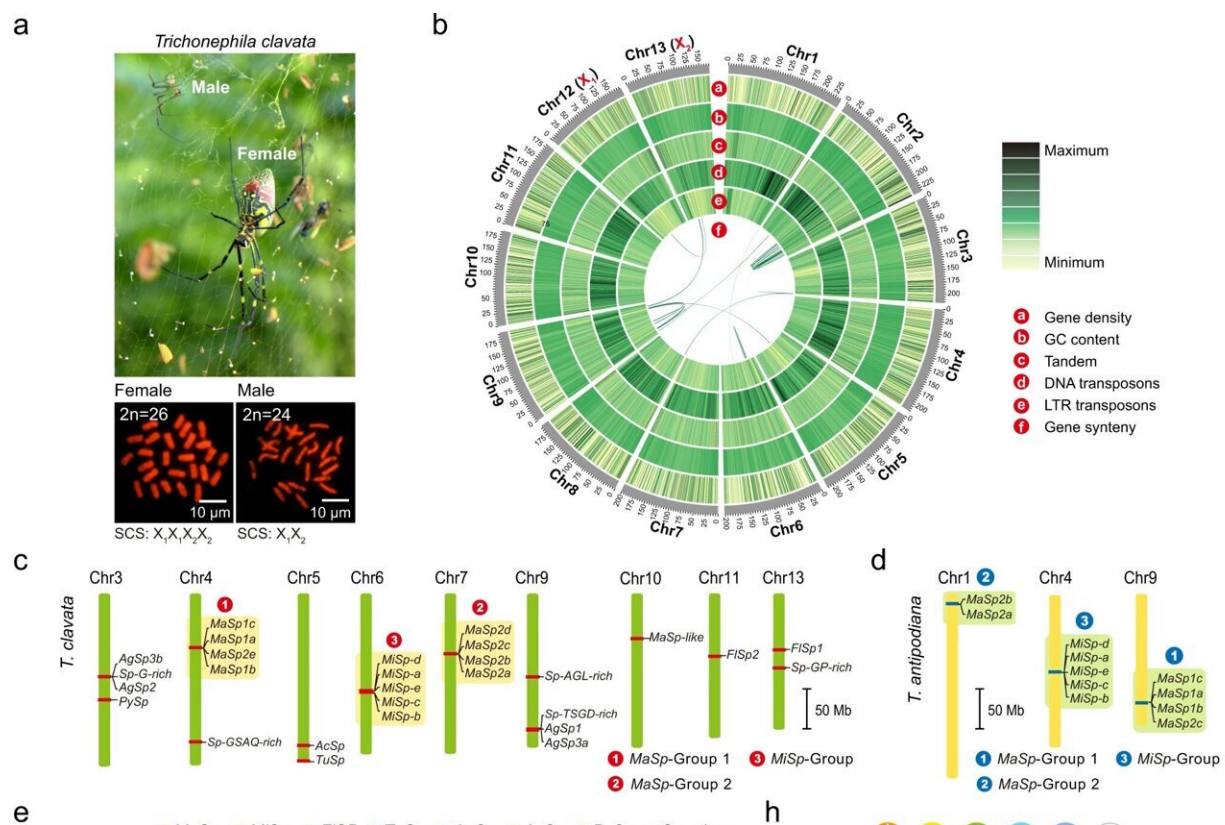 a
Trichonephila clavata
Male
Female
Female
Male
2n=26
2n=24
10 μm
10 μm
SCS: X₁X₁X₂X₂
SCS: X₁X₂
b
Chr1
Chr2
Chr3
Chr4
Chr5
Chr6
Chr7
Chr8
Chr9
Chr10
Chr11
Chr12 (X₁)
Chr13 (X₂)
a
b
c
d
e
f
Maximum
Minimum
a Gene density
b GC content
c Tandem
d DNA transposons
e LTR transposons
f Gene synteny
c
T. clavata
Chr3
AgSp3b
Sp-G-rich
AgSp2
PySp
Chr4
1
MaSp1c
MaSp1a
MaSp2e
MaSp1b
Sp-GSAQ-rich
Chr5
AcSp
TuSp
Chr6
3
MiSp-d
MiSp-a
MiSp-e
MiSp-c
MiSp-b
Chr7
2
MaSp2d
MaSp2c
MaSp2b
MaSp2a
Chr9
Sp-AGL-rich
Sp-TSGD-rich
AgSp1
AgSp3a
Chr10
MaSp-like
Chr11
FlSp2
Chr13
FlSp1
Sp-GP-rich
50 Mb
1 MaSp-Group 1
3 MiSp-Group
2 MaSp-Group 2
d
T. antipodiana
Chr1
2
MaSp2b
MaSp2a
Chr4
3
MiSp-d
MiSp-a
MiSp-e
MiSp-c
MiSp-b
Chr9
1
MaSp1c
MaSp1a
MaSp1b
MaSp2c
50 Mb
1 MaSp-Group 1
3 MiSp-Group
2 MaSp-Group 2
e
h